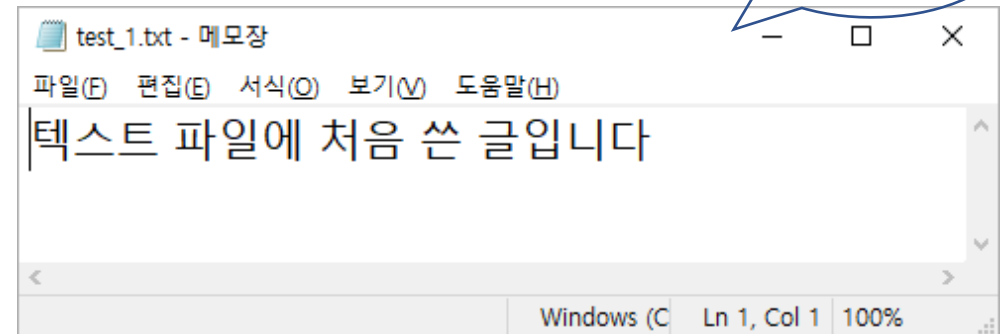 test_1.txt - 메모장
파일(F) 편집(E) 서식(O) 보기(V) 도움말(H)
텍스트 파일에 처음 쓴 글입니다
Windows (C Ln 1, Col 1 100%